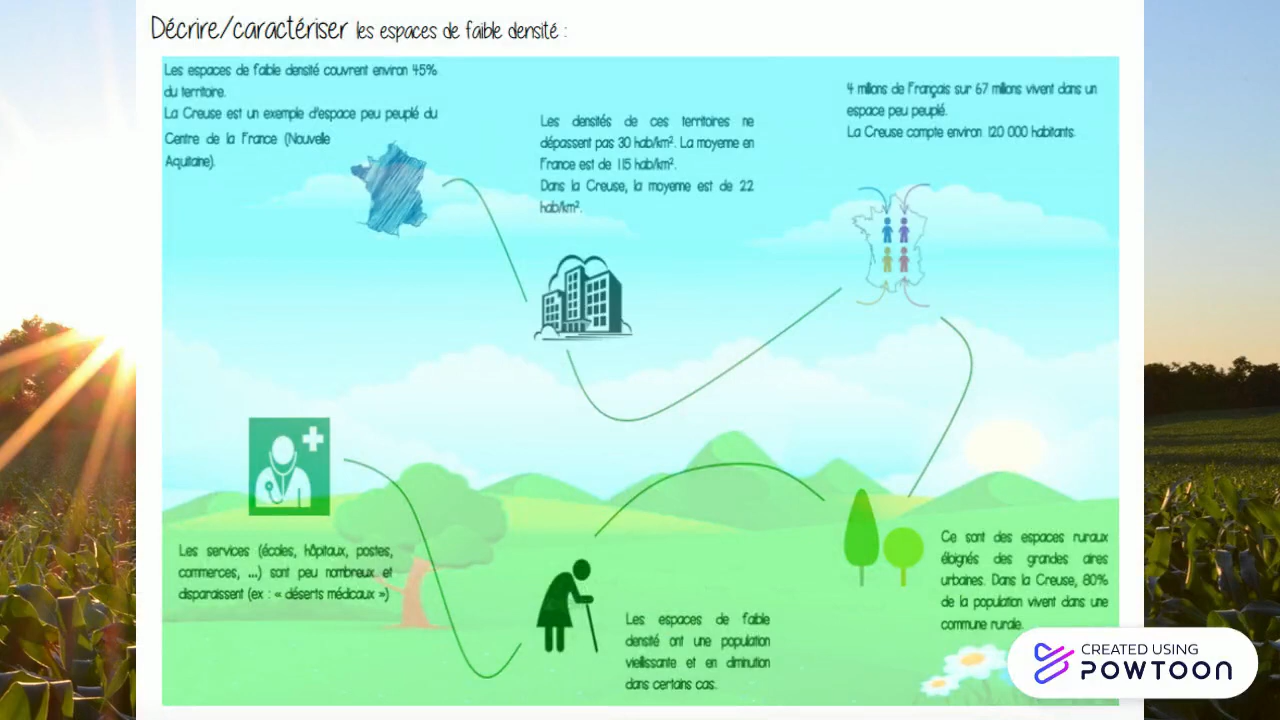 Décrire/caractériser les espaces de faible densité :
Les espaces de faible densité couvrent environ 45%
du territoire.
La Creuse est un exemple d'espace peu peuplé du
Centre de la France (Nouvelle
Aquitaine).
Les densités de ces territoires ne
dépassent pas 30 hab/km². La moyenne en
France est de 115 hab/km².
Dans la Creuse, la moyenne est de 22
hab/km².
4 millions de Français sur 67 millions vivent dans un
espace peu peuplé.
La Creuse compte environ 120 000 habitants.
Ce sont des espaces ruraux
éloignés des grandes aires
urbaines. Dans la Creuse, 80%
de la population vivent dans une
commune rurale.
Les espaces de faible
densité ont une population
vieillissante et en diminution
dans certains cas.
Les services (écoles, hôpitaux, postes,
commerces, ...) sont peu nombreux et
disparaissent (ex : « déserts médicaux »)
CREATED USING
POWTOON